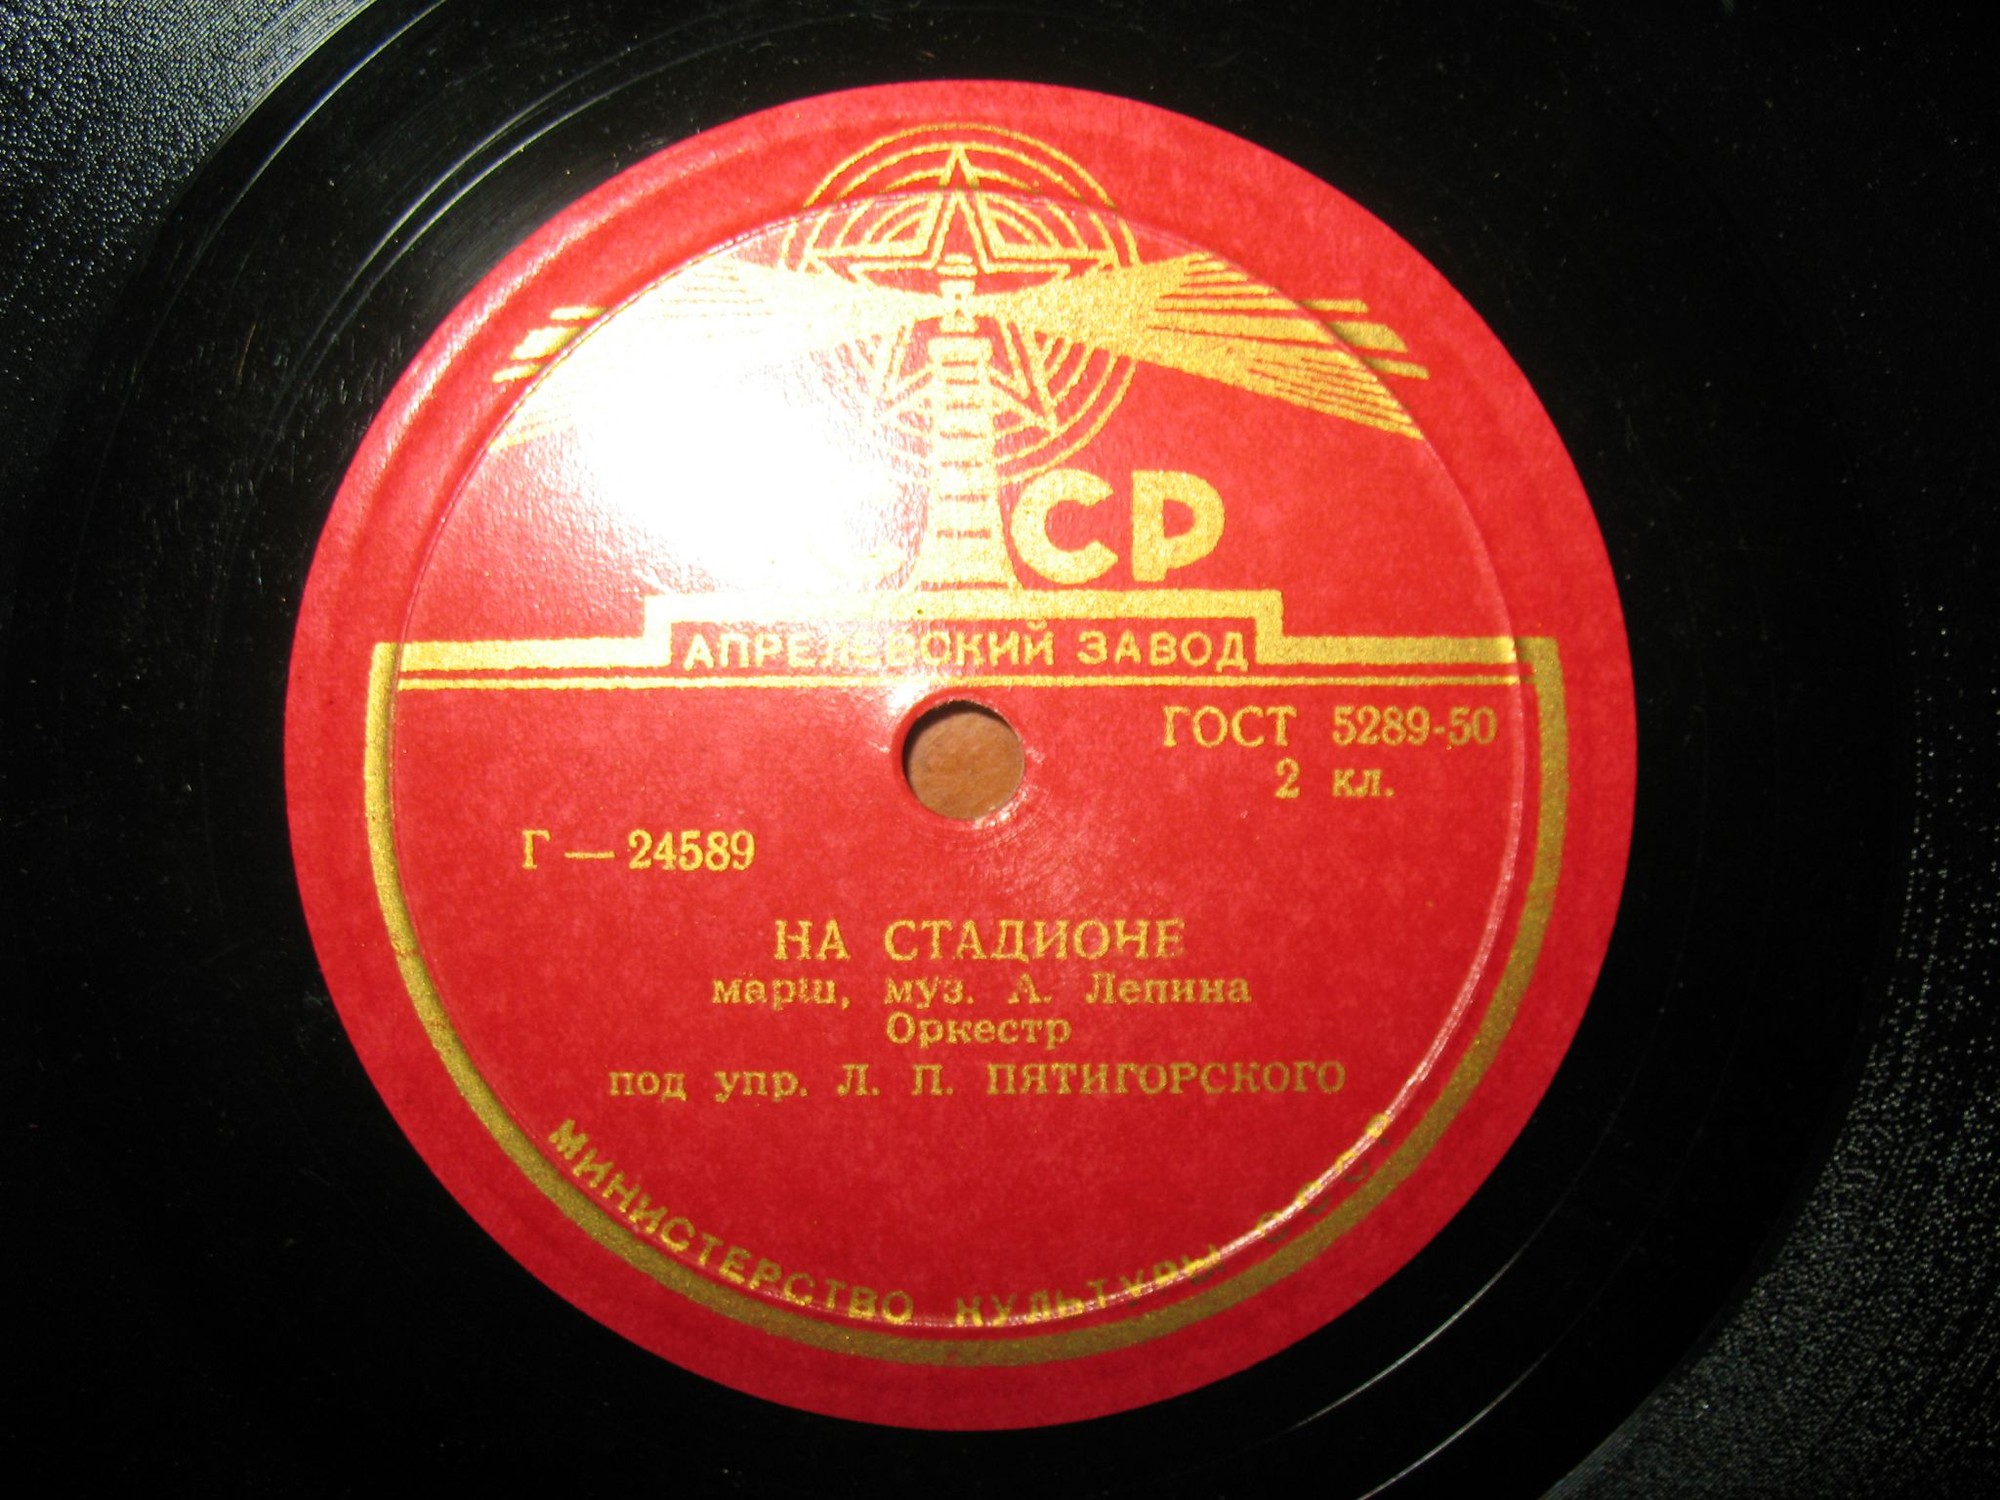 СР
АПРЕЛЕВСКИЙ ЗАВОД
ГОСТ 5289-50
2 кл.
Г — 24589
НА СТАДИОНЕ
марш, муз. А. Лепина
Оркестр
под упр. Л. П. ПЯТИГОРСКОГО
МИНИСТЕРСТВО КУЛЬТУРЫ СССР